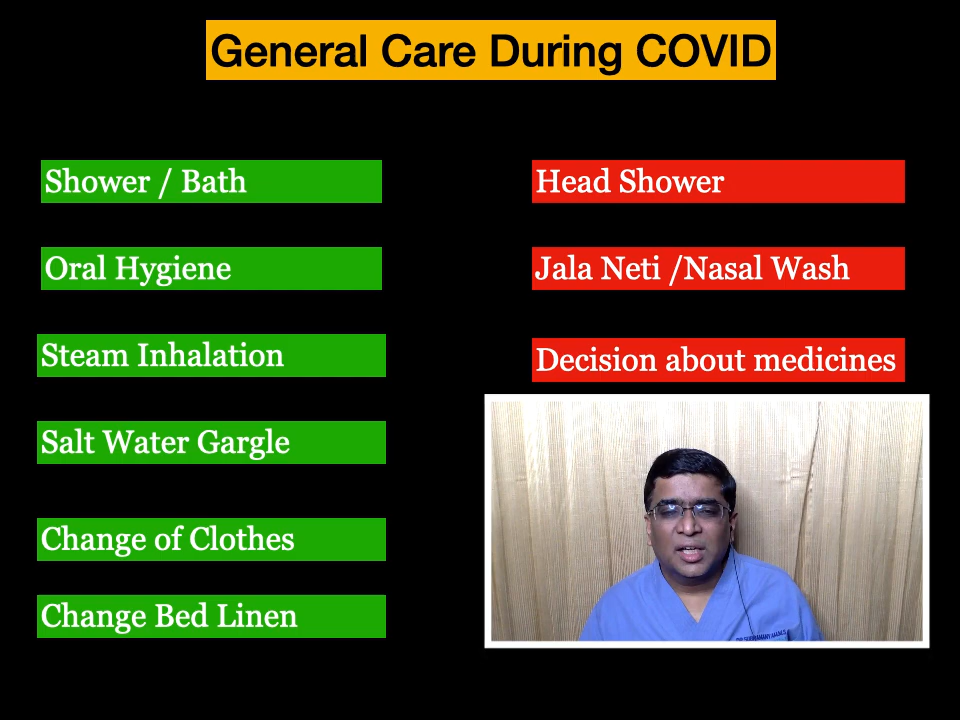 General Care During COVID
Shower / Bath
Oral Hygiene
Steam Inhalation
Salt Water Gargle
Change of Clothes
Change Bed Linen
Head Shower
Jala Neti /Nasal Wash
Decision about medicines